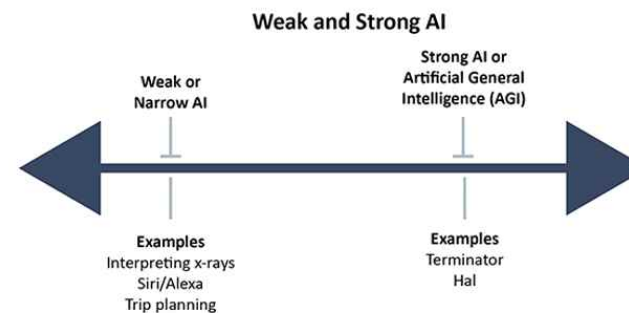 Weak and Strong AI
Weak or
Narrow AI
Strong AI or
Artificial General
Intelligence (AGI)
Examples
Interpreting x-rays
Siri/Alexa
Trip planning
Examples
Terminator
Hal